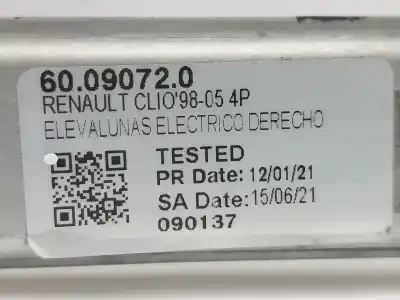 60.09072.0
RENAULT CLIO'98-05 4P
ELEVALUNAS ELECTRICO DERECHO
TESTED
PR Date: 12/01/21
SA Date: 15/06/21
090137